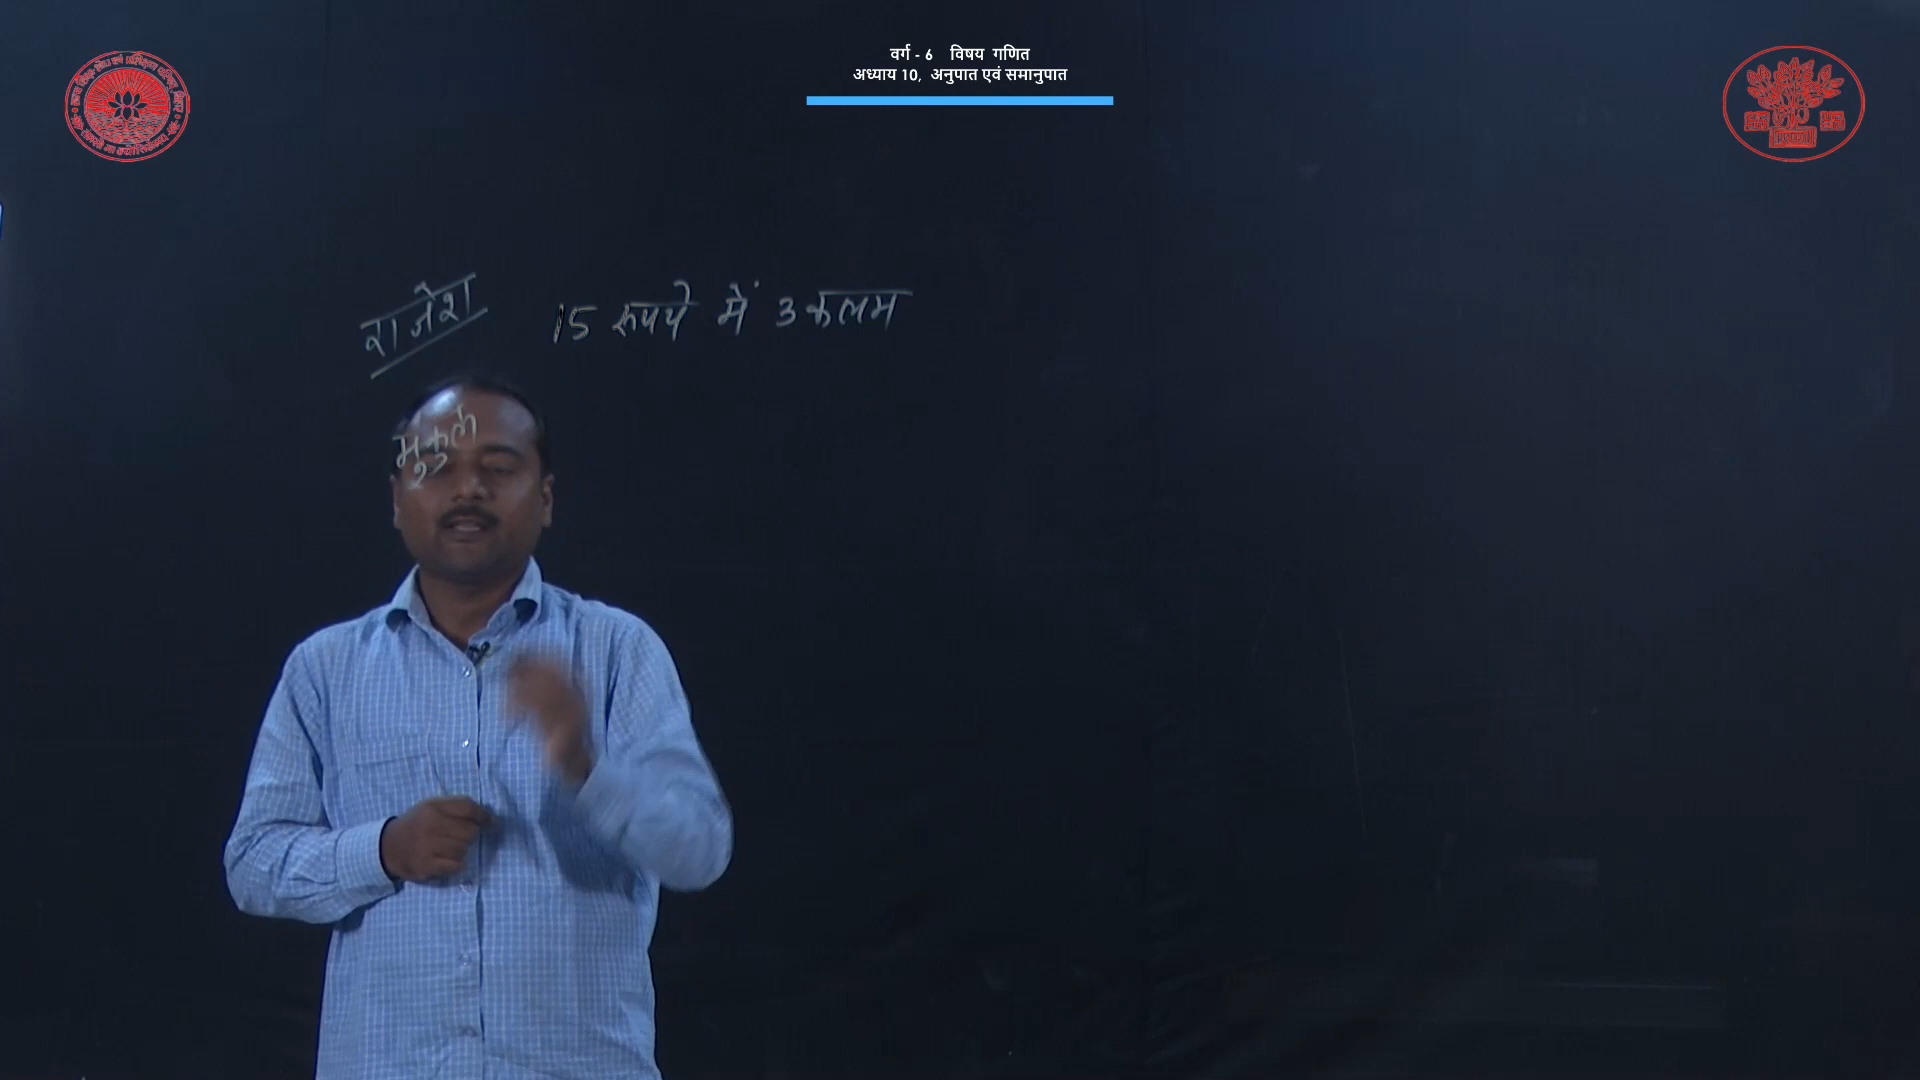 वर्ग - 6 विषय गणित
अध्याय 10, अनुपात एवं समानुपात
राजेश 15 रूपये में 3 कलम
मुकुल